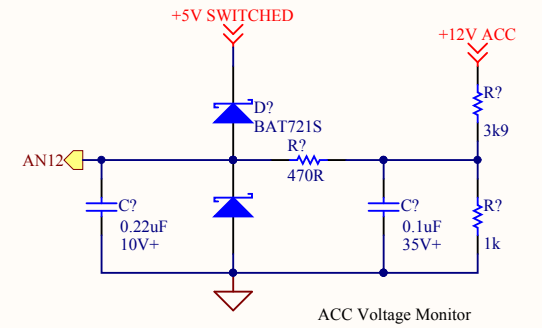 +5V SWITCHED
+12V ACC
D?
BAT721S
R?
3k9
R?
470R
AN12
C?
0.22uF
10V+
C?
0.1uF
35V+
R?
1k
ACC Voltage Monitor